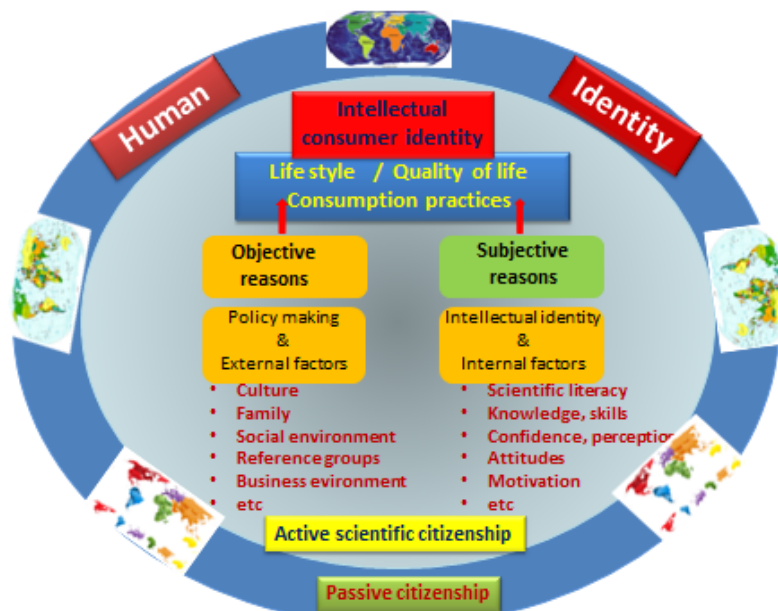 Human
Identity
Intellectual
consumer identity
Life style / Quality of life
Consumption practices
Objective
reasons
Subjective
reasons
Policy making
&
External factors
Intellectual identity
&
Internal factors
• Culture
• Family
• Social environment
• Reference groups
• Business evironment
• etc
• Scientific literacy
• Knowledge, skills
• Confidence, perception
• Attitudes
• Motivation
• etc
Active scientific citizenship
Passive citizenship